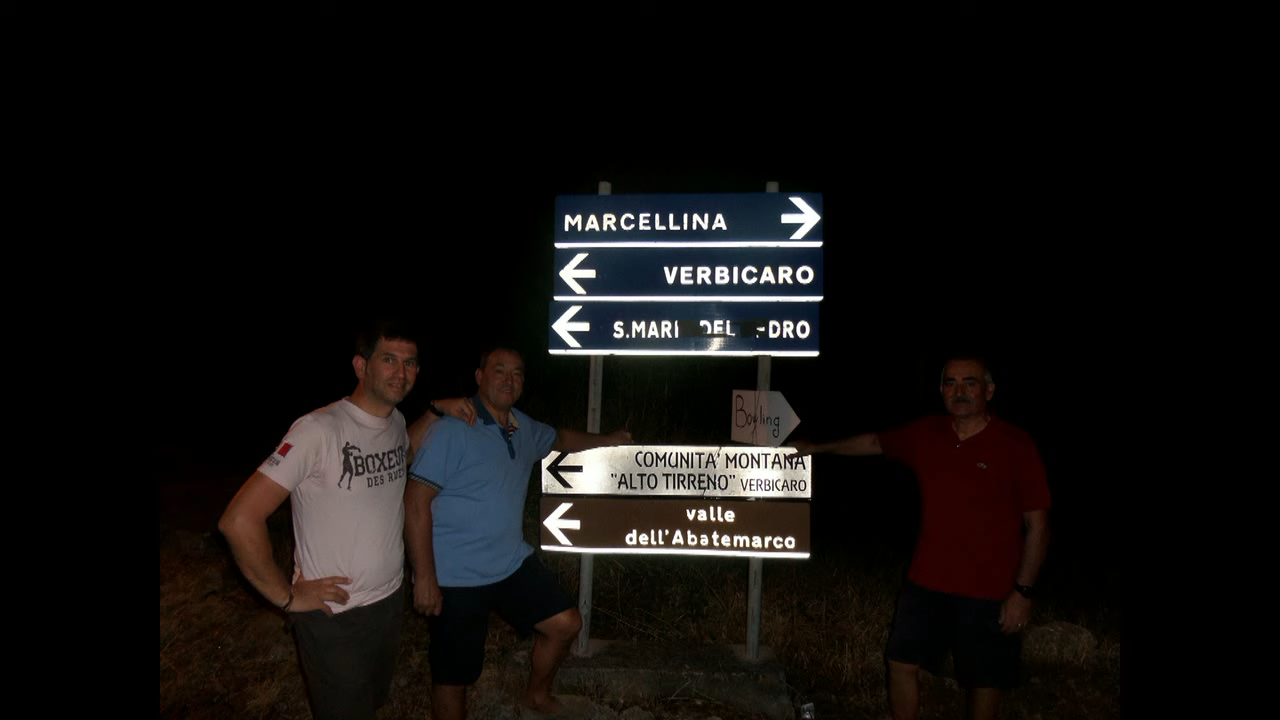 MARCELLINA
VERBICARO
S.MARI DEL DRO
Bowling
COMUNITA' MONTANA
"ALTO TIRRENO" VERBICARO
valle
dell'Abatemarco
BOXEUR
DES RUES